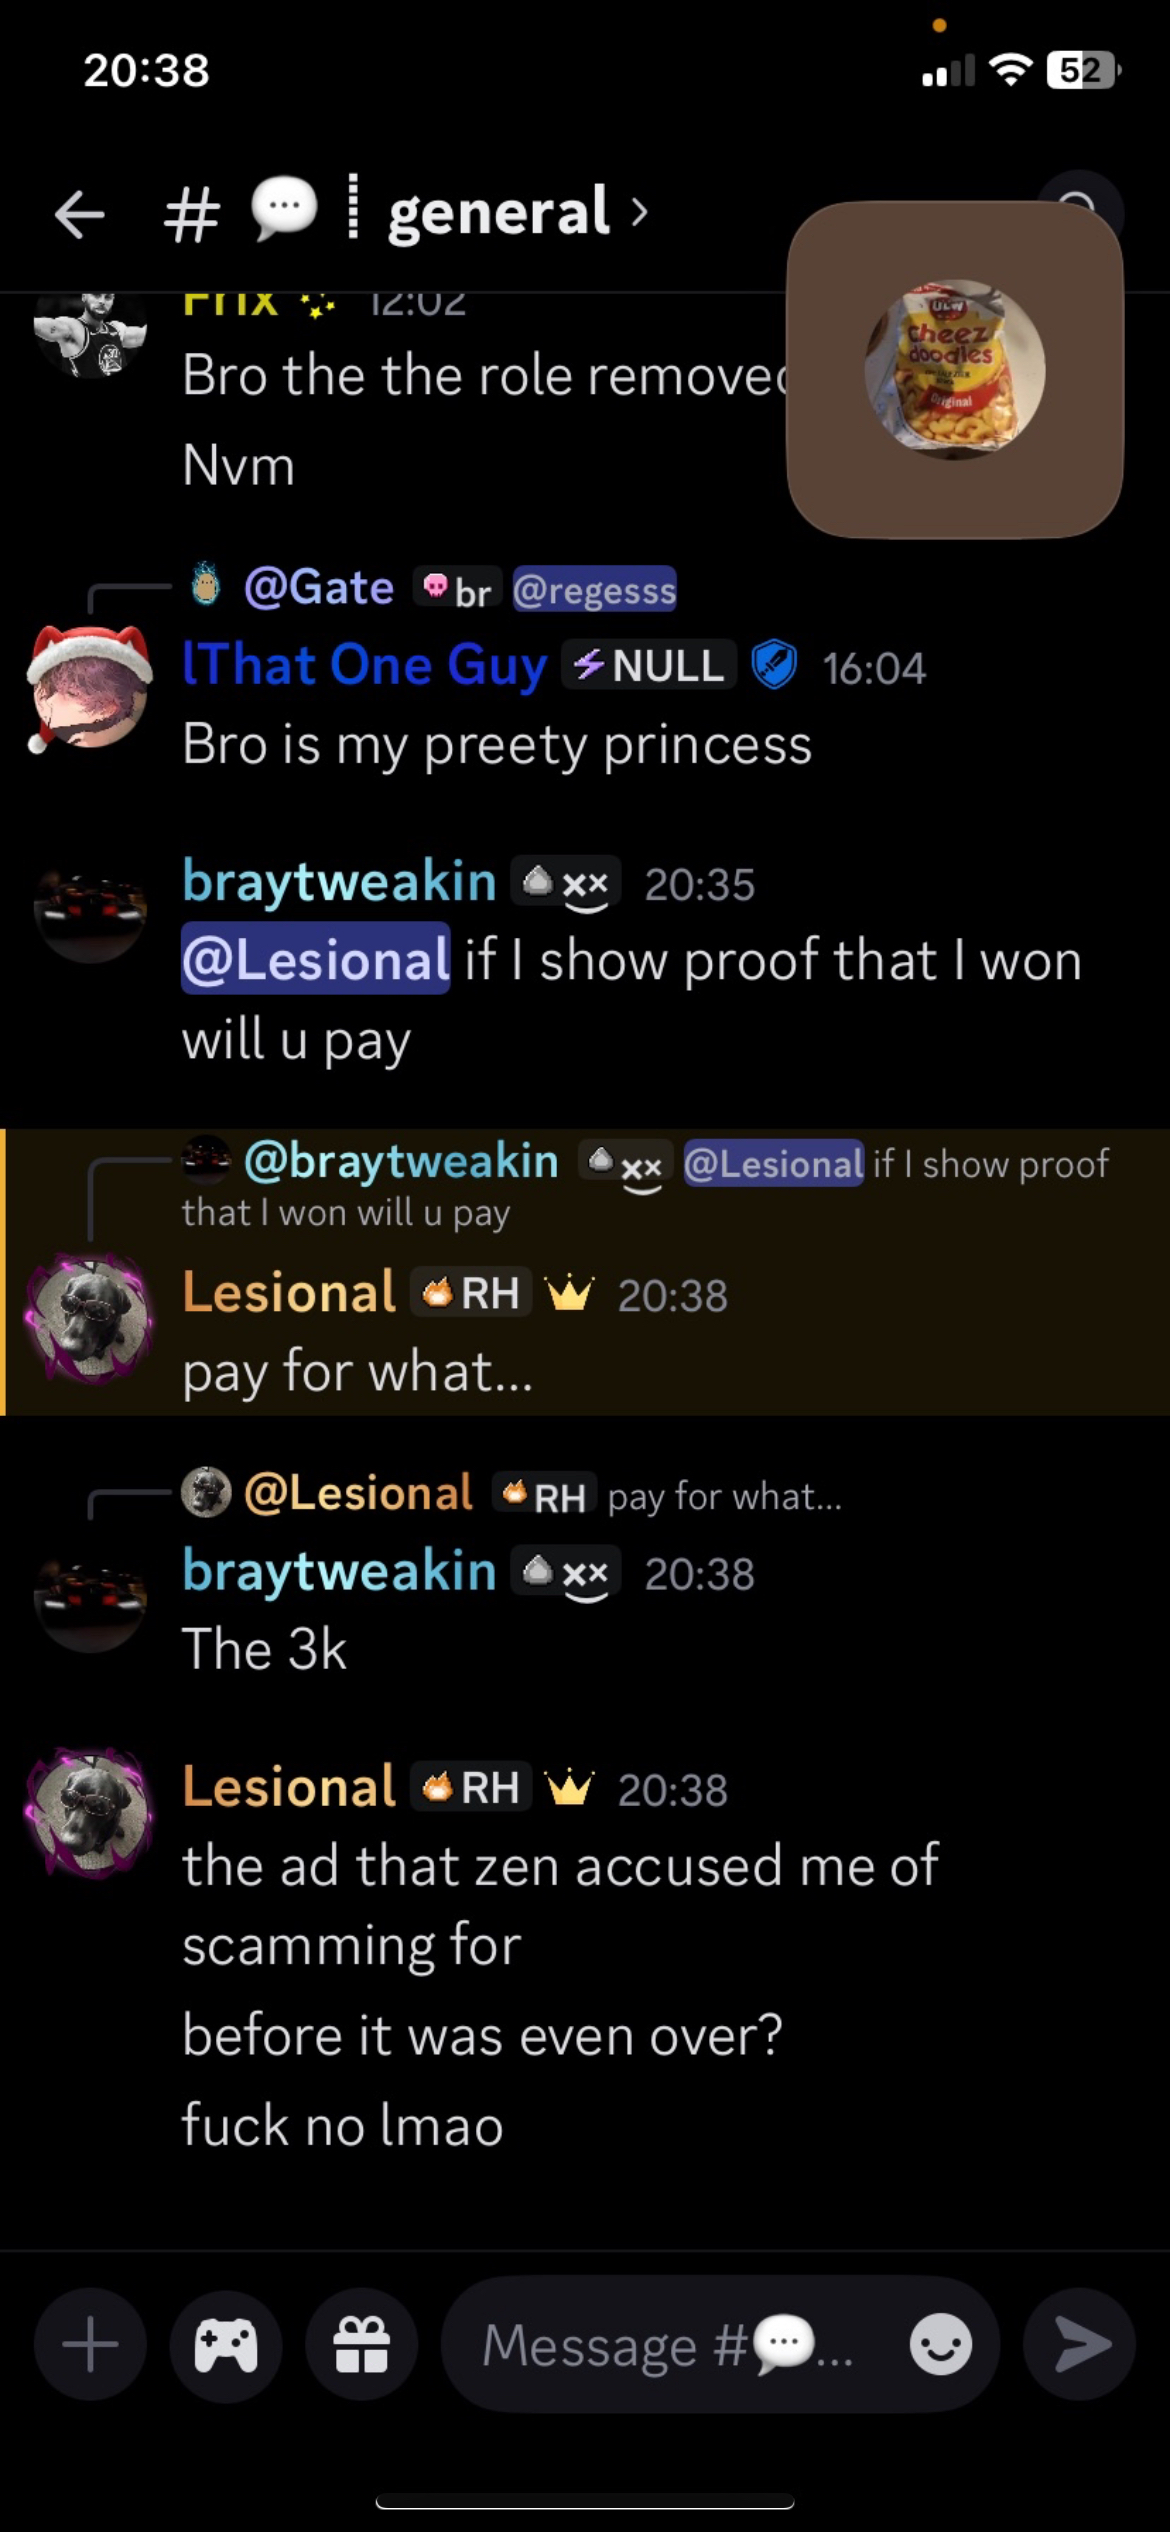 20:38
52
# general ›
Frix 12:02
Bro the the role removed
Nvm
OLW
Cheez
doodles
Original
@Gate br @regesss
lThat One Guy NULL 16:04
Bro is my preety princess
braytweakin xx 20:35
@Lesional if I show proof that I won
will u pay
@braytweakin xx @Lesional if I show proof
that I won will u pay
Lesional RH 20:38
pay for what...
@Lesional RH pay for what...
braytweakin xx 20:38
The 3k
Lesional RH 20:38
the ad that zen accused me of
scamming for
before it was even over?
fuck no lmao
Message #💬...